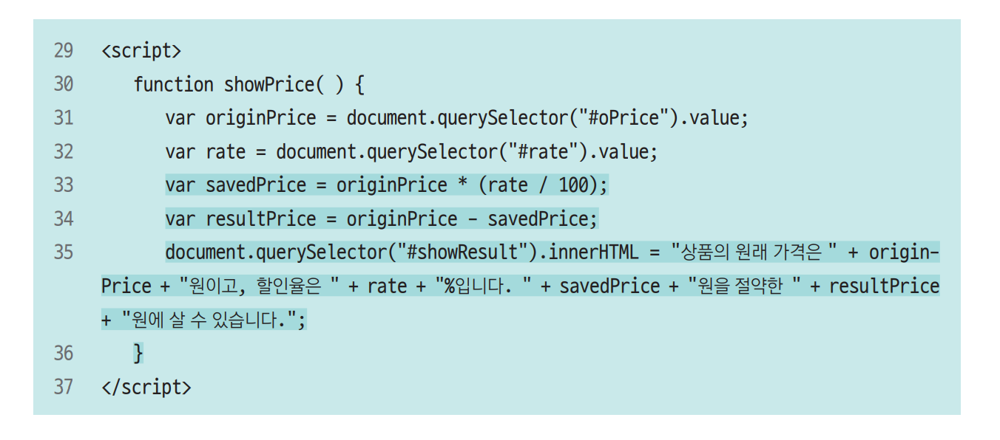 29 <script>
30 function showPrice( ) {
31 var originPrice = document.querySelector("#oPrice").value;
32 var rate = document.querySelector("#rate").value;
33 var savedPrice = originPrice * (rate / 100);
34 var resultPrice = originPrice - savedPrice;
35 document.querySelector("#showResult").innerHTML = "상품의 원래 가격은 " + origin-
Price + "원이고, 할인율은 " + rate + "%입니다. " + savedPrice + "원을 절약한 " + resultPrice
+ "원에 살 수 있습니다.";
36 }
37 </script>